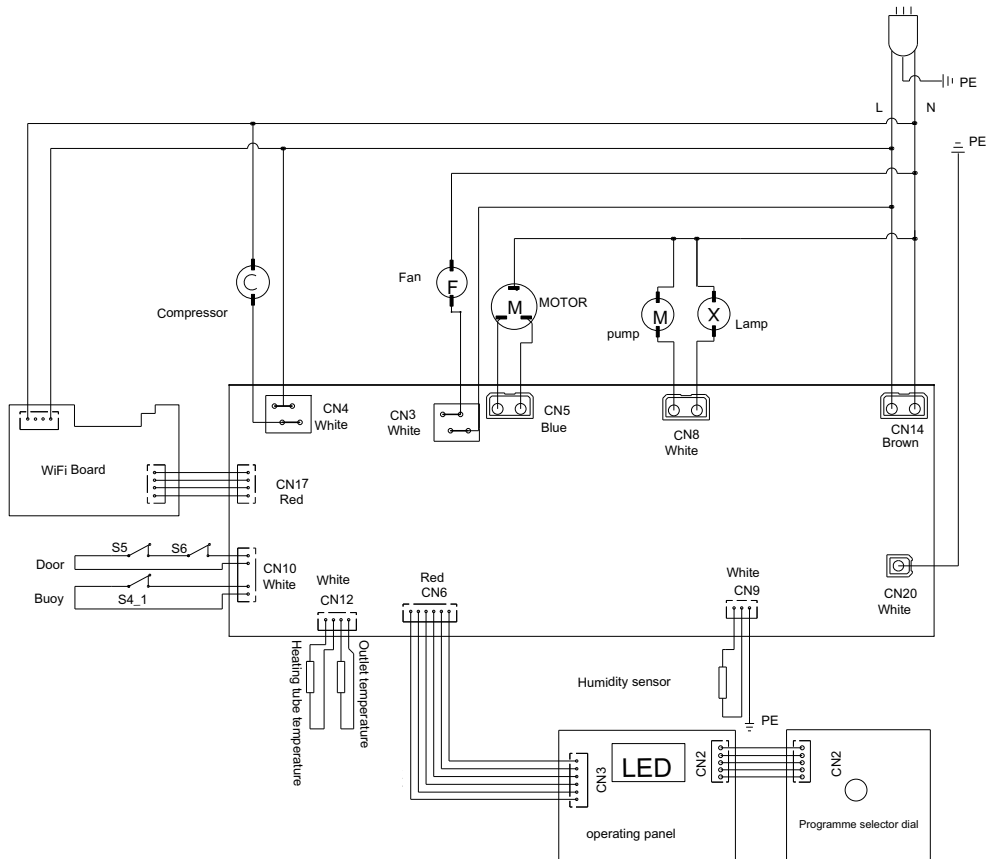 PE
L N
PE
C
Compressor
Fan
F
M
MOTOR
M
pump
X
Lamp
CN4
White
CN3
White
CN5
Blue
CN8
White
CN14
Brown
WiFi Board
CN17
Red
S5 S6
Door
CN10
White
Buoy
S4_1
White
CN12
Red
CN6
White
CN9
CN20
White
Heating tube temperature
Outlet temperature
Humidity sensor
PE
CN3
LED
CN2
CN2
operating panel
Programme selector dial